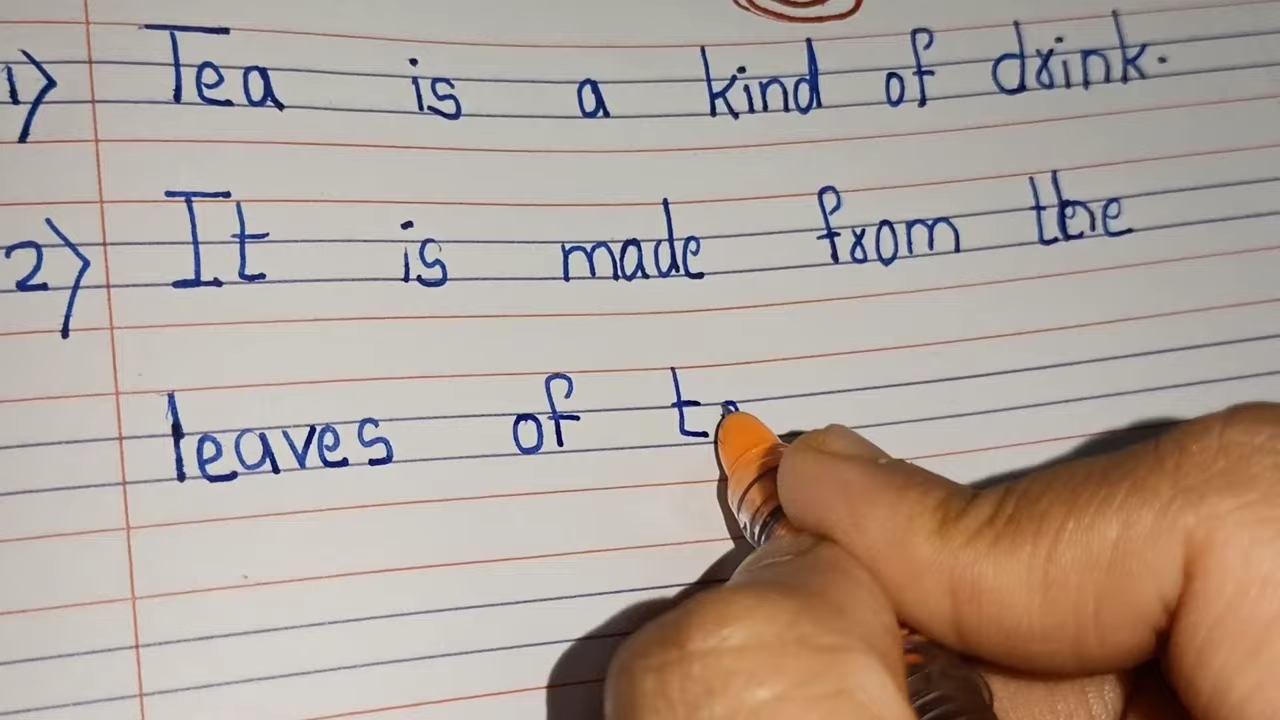 1) Tea is a kind of drink.
2) It is made from the
leaves of t